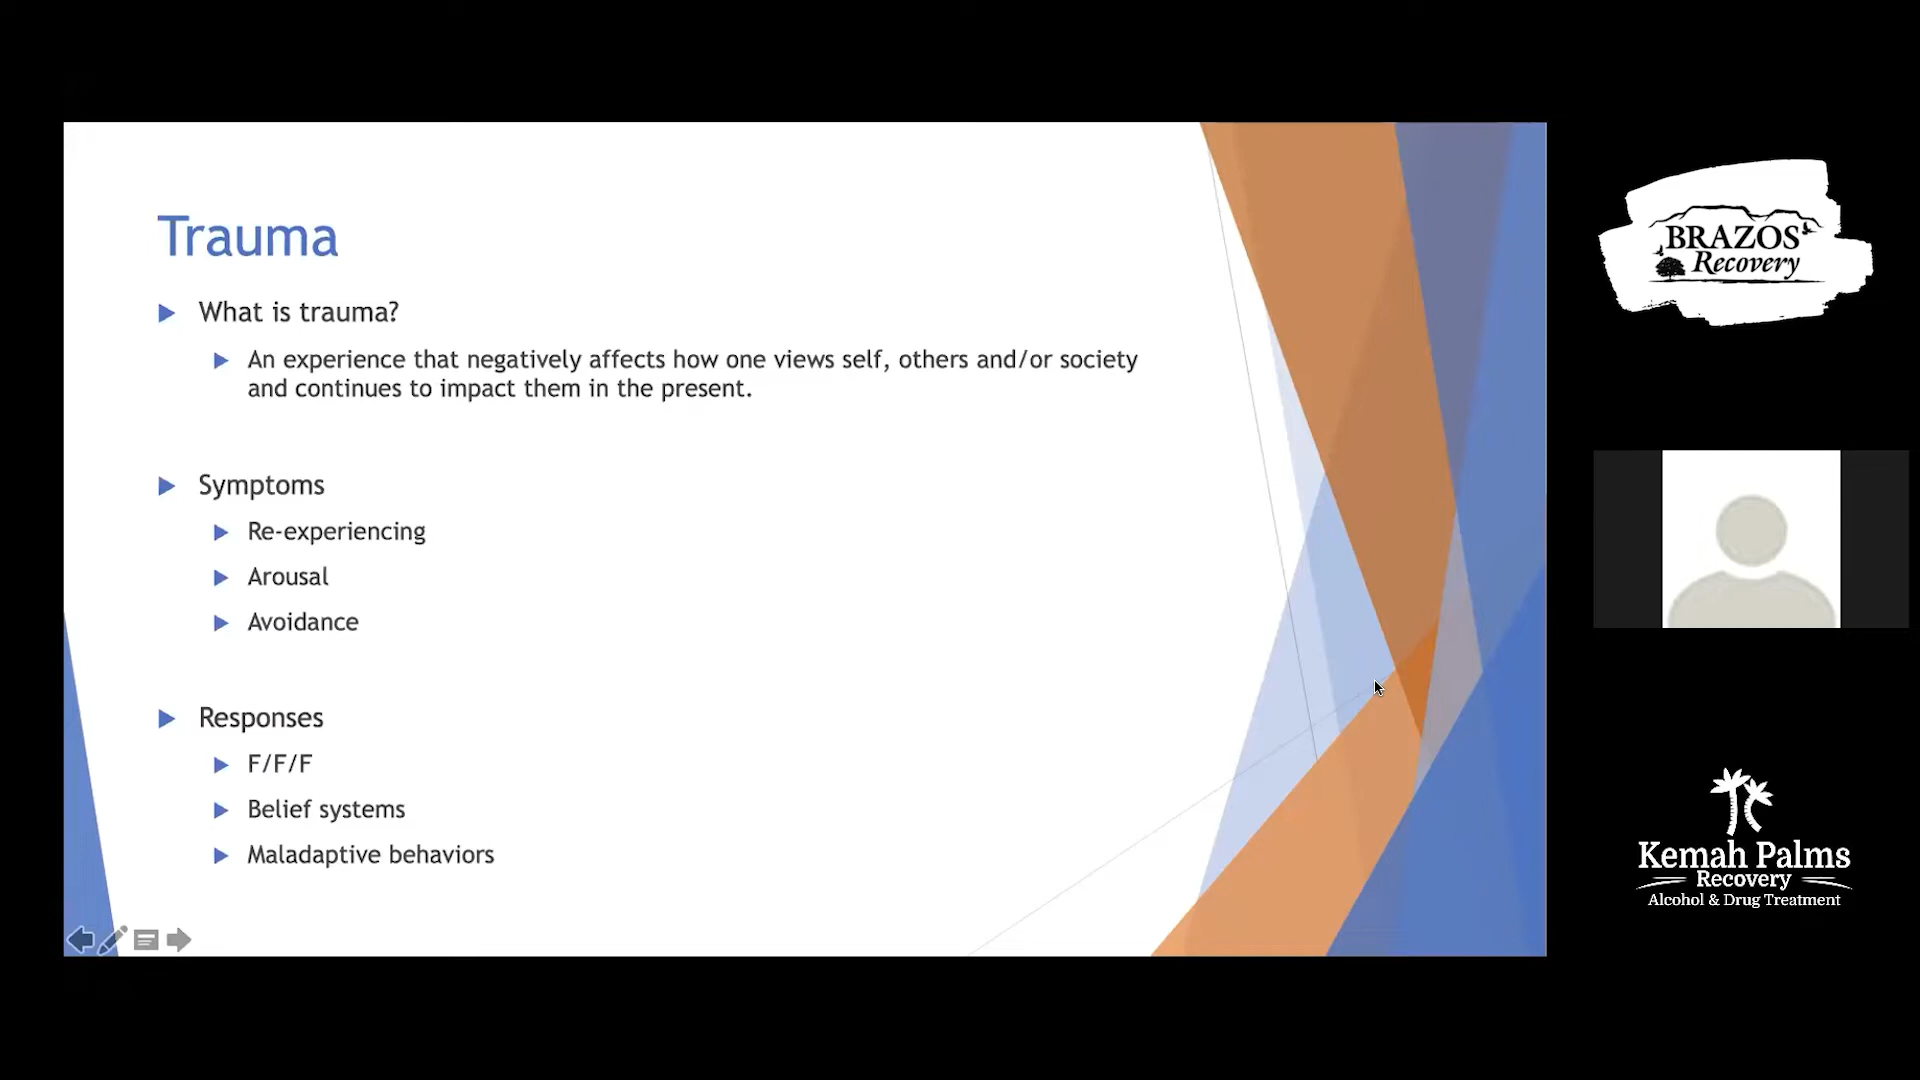 Trauma
What is trauma?
An experience that negatively affects how one views self, others and/or society
and continues to impact them in the present.
Symptoms
Re-experiencing
Arousal
Avoidance
Responses
F/F/F
Belief systems
Maladaptive behaviors
BRAZOS
Recovery
Kemah Palms
Recovery
Alcohol & Drug Treatment